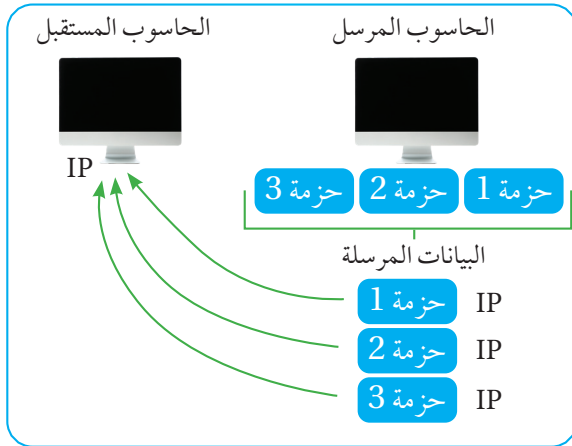 الحاسوب المرسل
الحاسوب المستقبل
IP
حزمة 1
حزمة 2
حزمة 3
البيانات المرسلة
حزمة 1 IP
حزمة 2 IP
حزمة 3 IP